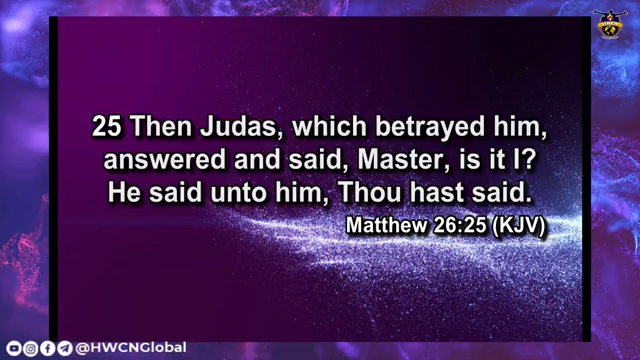 25 Then Judas, which betrayed him,
answered and said, Master, is it I?
He said unto him, Thou hast said.
Matthew 26:25 (KJV)
@HWCNGlobal